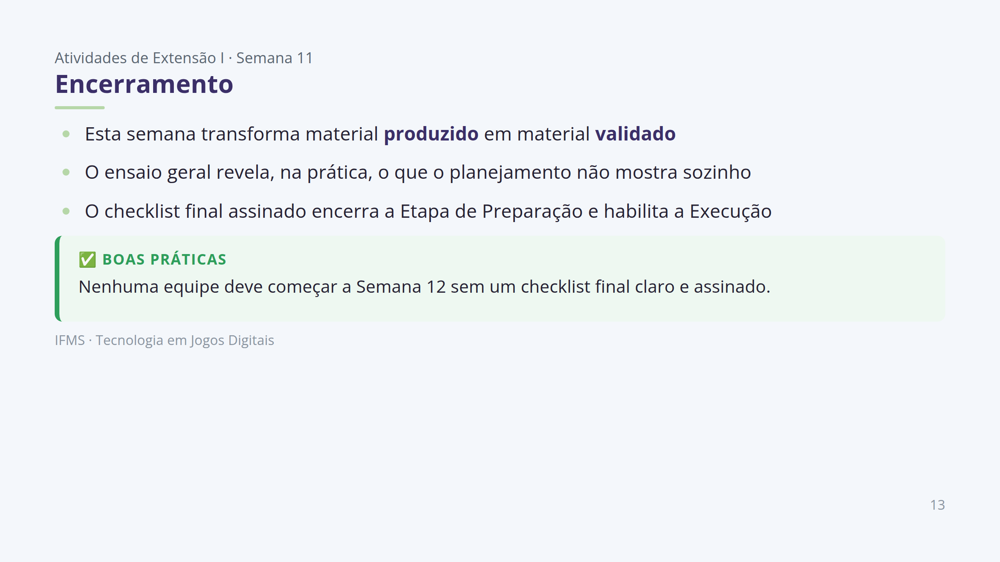 Atividades de Extensão I · Semana 11
Encerramento
Esta semana transforma material produzido em material validado
O ensaio geral revela, na prática, o que o planejamento não mostra sozinho
O checklist final assinado encerra a Etapa de Preparação e habilita a Execução
✅ BOAS PRÁTICAS
Nenhuma equipe deve começar a Semana 12 sem um checklist final claro e assinado.
IFMS · Tecnologia em Jogos Digitais
13